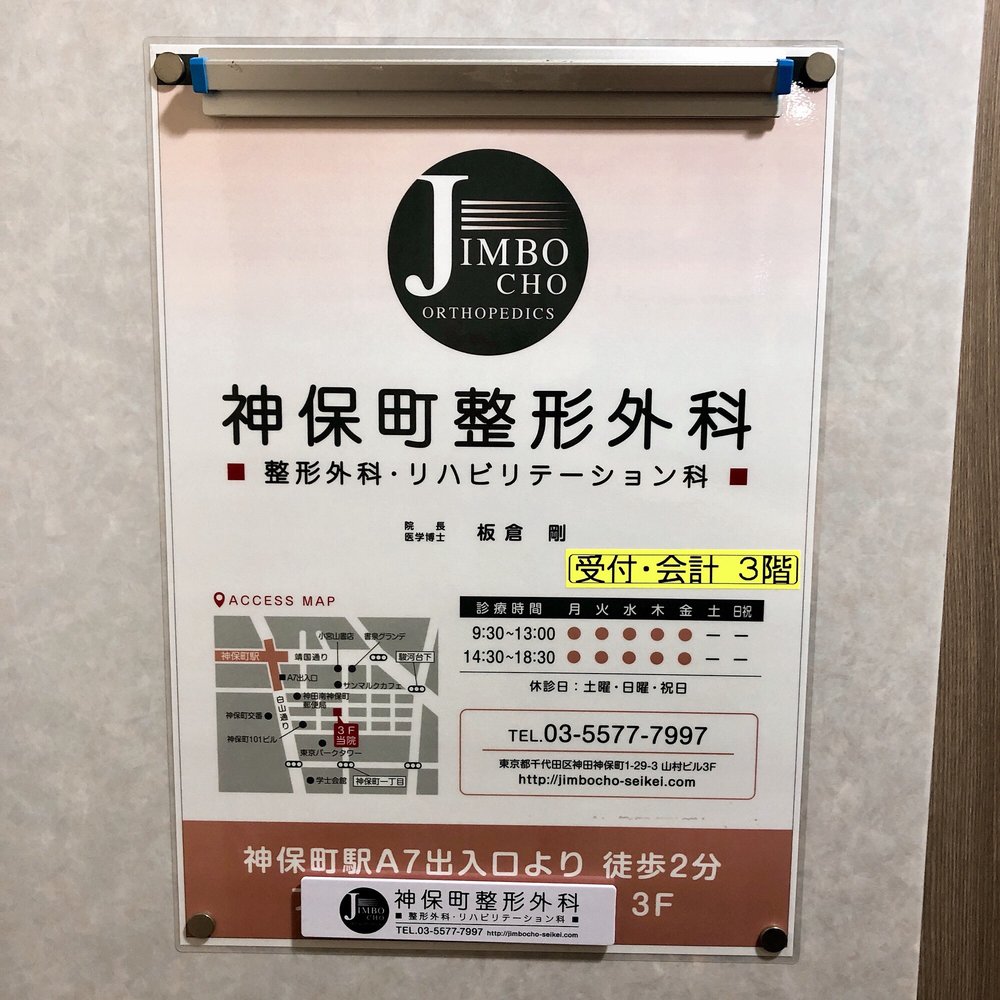 JIMBO
CHO
ORTHOPEDICS
神保町整形外科
■ 整形外科・リハビリテーション科 ■
院長
医学博士
板倉 剛
受付・会計 3階
ACCESS MAP
小宮山書店 書泉グランデ
神保町駅
靖国通り
駿河台下
A7出入口
サンマルクカフェ
神田南神保町
郵便局
白山通り
神保町交番
3F
当院
神保町101ビル
東京パークタワー
学士会館
神保町一丁目
診療時間 月 火 水 木 金 土 日祝
9:30~13:00 ● ● ● ● ● — —
14:30~18:30 ● ● ● ● ● — —
休診日：土曜・日曜・祝日
TEL.03-5577-7997
東京都千代田区神田神保町1-29-3 山村ビル3F
http://jimbocho-seikei.com
神保町駅A7出入口より 徒歩2分
3F
JIMBO
CHO
神保町整形外科
■ 整形外科・リハビリテーション科 ■
TEL.03-5577-7997 http://jimbocho-seikei.com